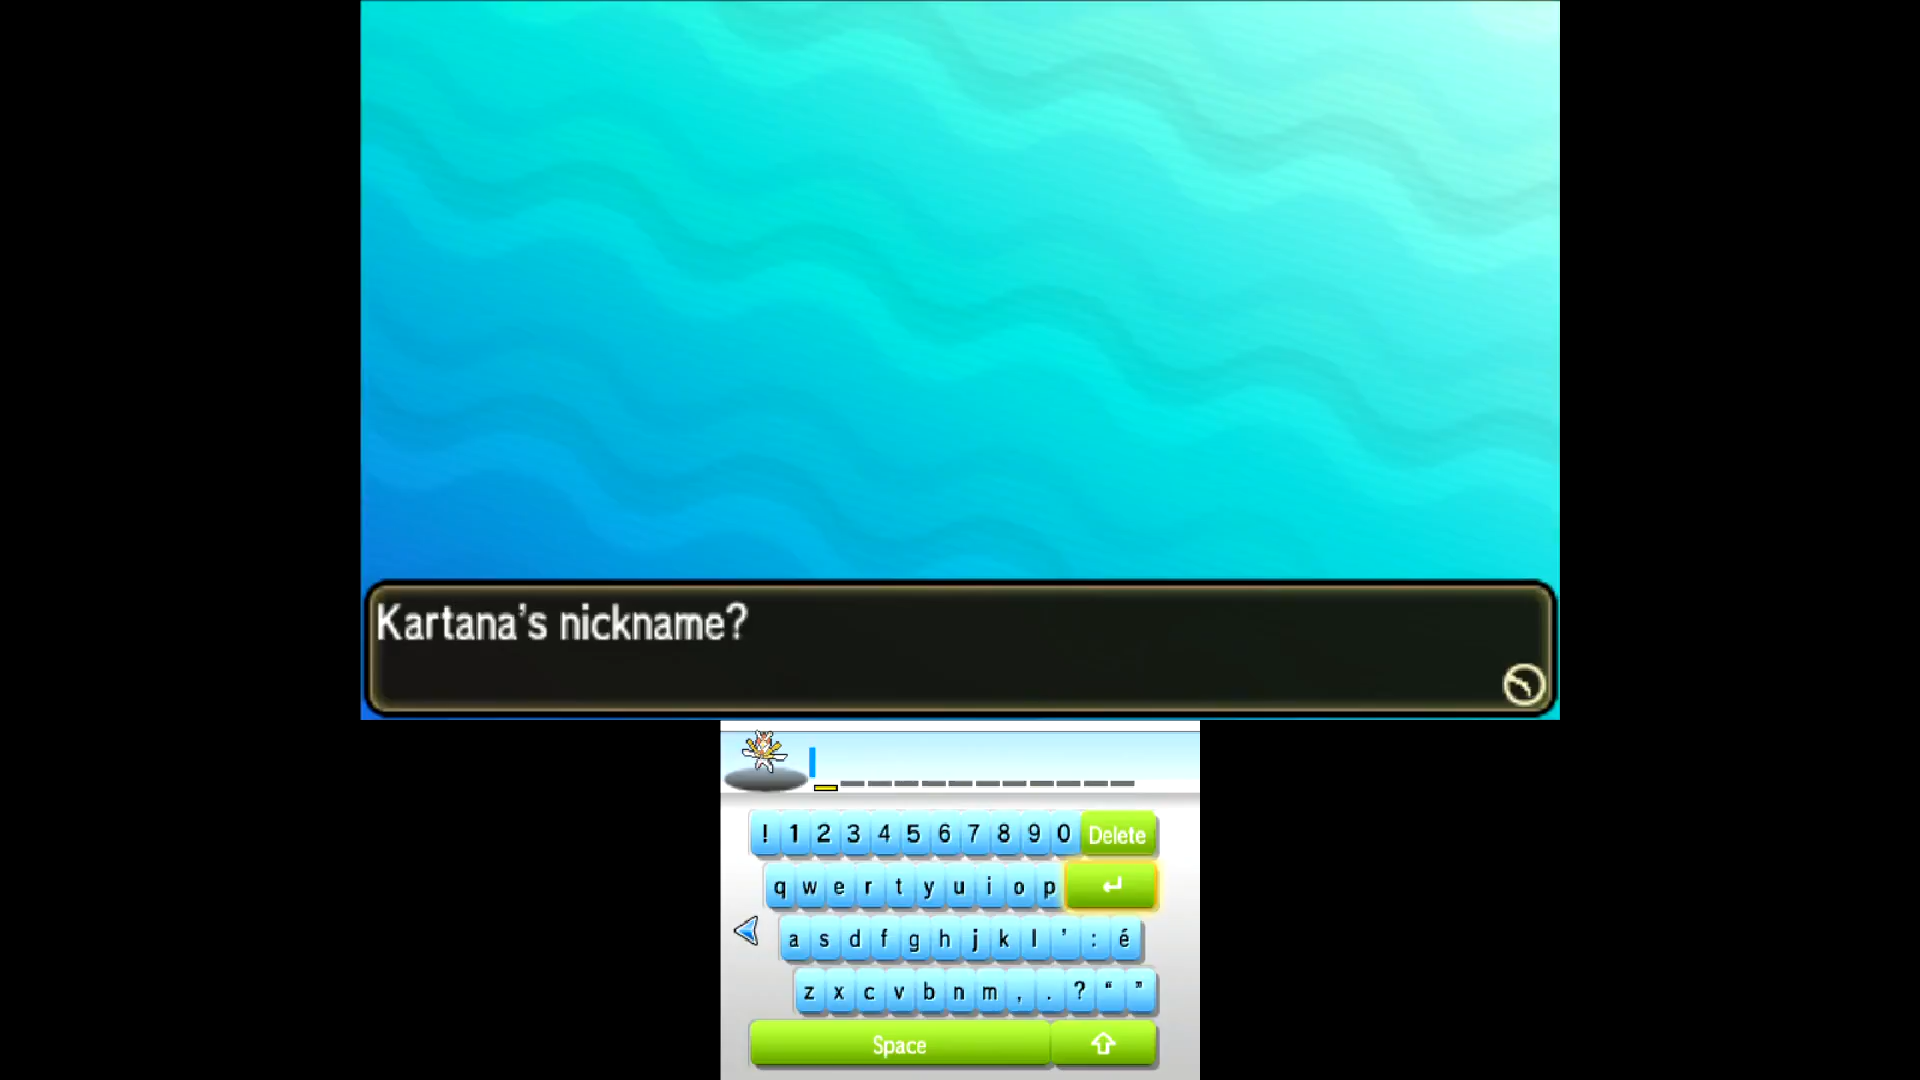 Kartana's nickname?
! 1 2 3 4 5 6 7 8 9 0 Delete
q w e r t y u i o p
a s d f g h j k l ' : é
z x c v b n m , . ? “ ”
Space